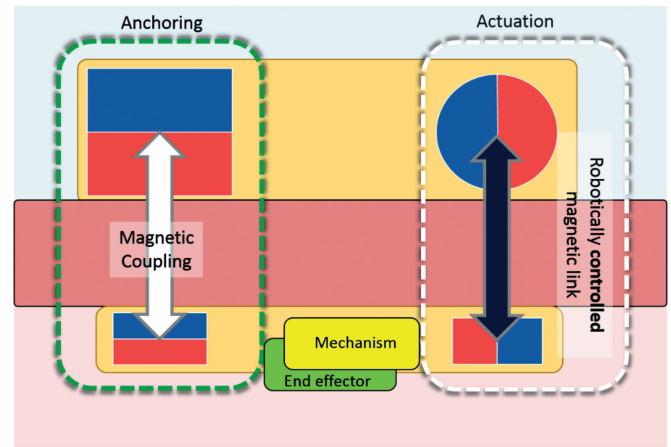 Anchoring
Actuation
Magnetic
Coupling
Robotically controlled
magnetic link
Mechanism
End effector